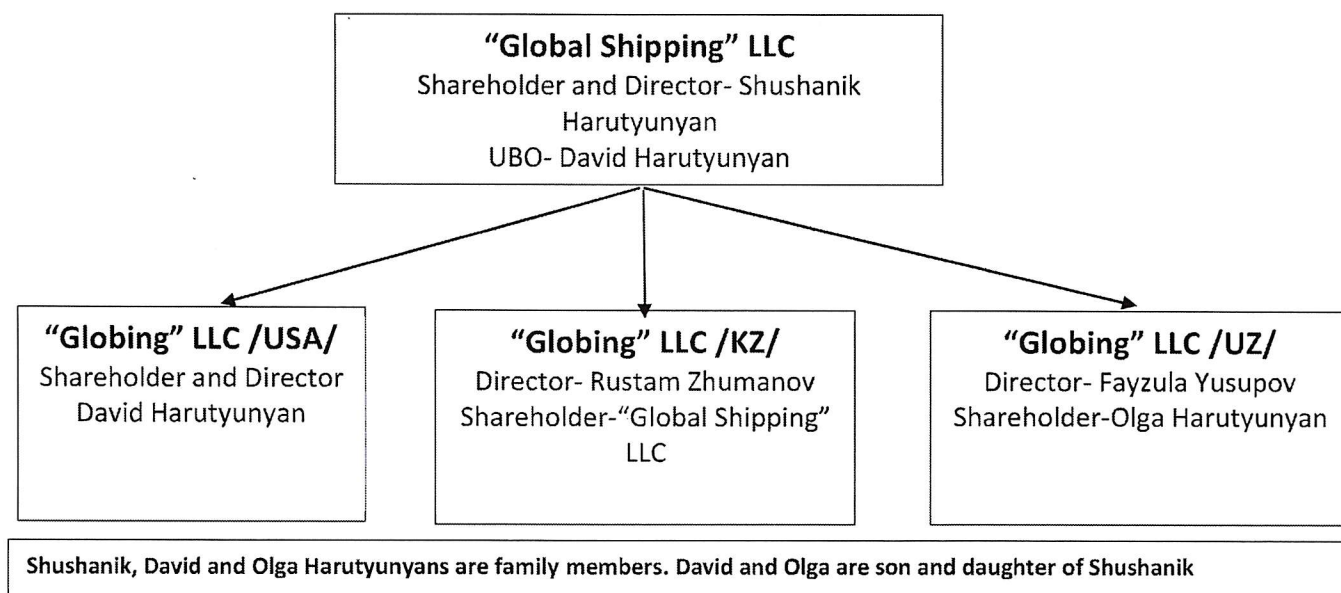 “Global Shipping” LLC
Shareholder and Director- Shushanik
Harutyunyan
UBO- David Harutyunyan
“Globing” LLC /USA/
Shareholder and Director
David Harutyunyan
“Globing” LLC /KZ/
Director- Rustam Zhumanov
Shareholder-“Global Shipping”
LLC
“Globing” LLC /UZ/
Director- Fayzula Yusupov
Shareholder-Olga Harutyunyan
Shushanik, David and Olga Harutyunyans are family members. David and Olga are son and daughter of Shushanik